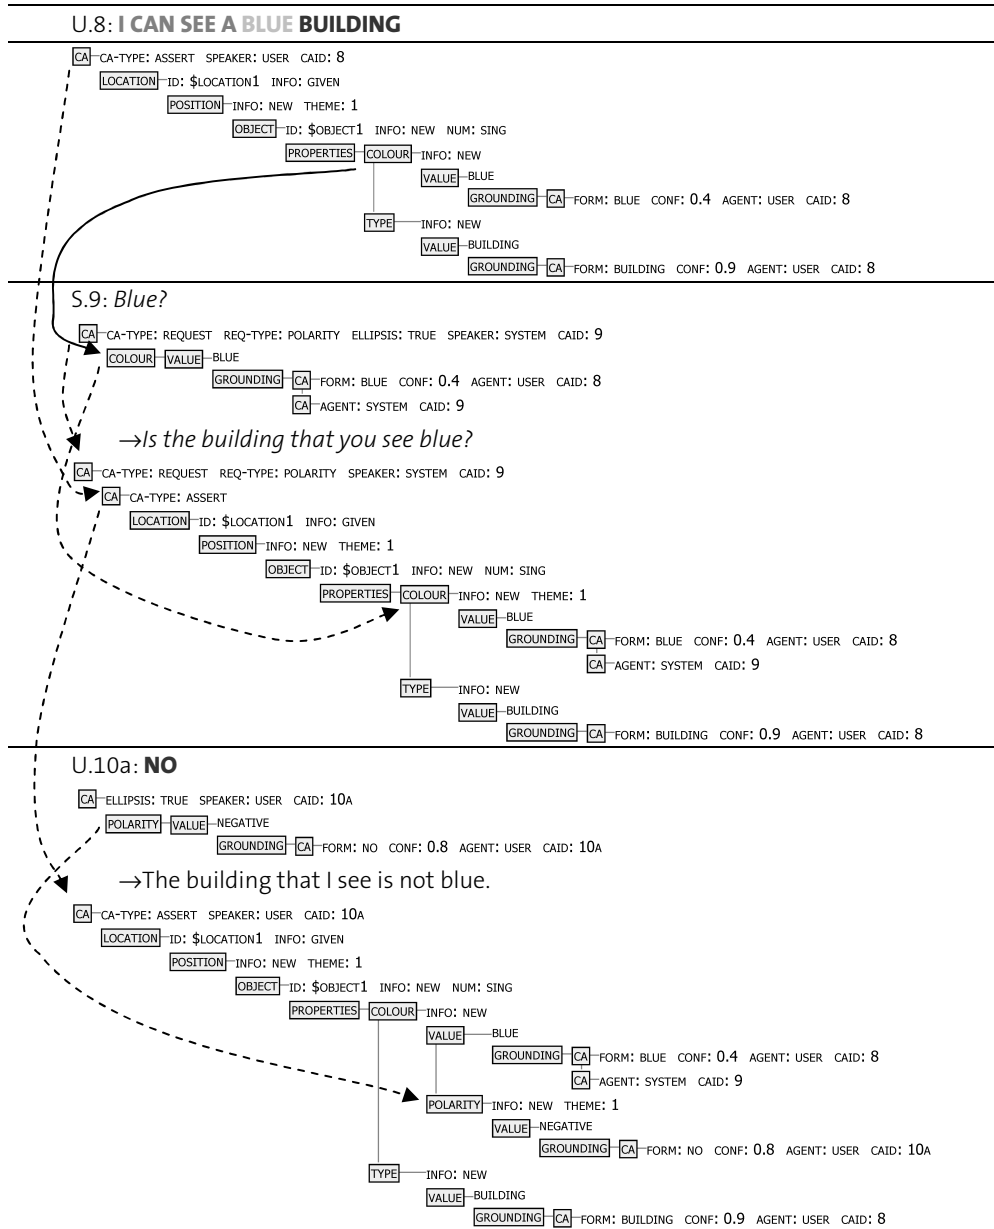 U.8: I CAN SEE A BLUE BUILDING
CA CA-TYPE: ASSERT SPEAKER: USER CAID: 8
LOCATION ID: $LOCATION1 INFO: GIVEN
POSITION INFO: NEW THEME: 1
OBJECT ID: $OBJECT1 INFO: NEW NUM: SING
PROPERTIES COLOUR INFO: NEW
VALUE BLUE
GROUNDING CA FORM: BLUE CONF: 0.4 AGENT: USER CAID: 8
TYPE INFO: NEW
VALUE BUILDING
GROUNDING CA FORM: BUILDING CONF: 0.9 AGENT: USER CAID: 8
S.9: Blue?
CA CA-TYPE: REQUEST REQ-TYPE: POLARITY ELLIPSIS: TRUE SPEAKER: SYSTEM CAID: 9
COLOUR VALUE BLUE
GROUNDING CA FORM: BLUE CONF: 0.4 AGENT: USER CAID: 8
CA AGENT: SYSTEM CAID: 9
→Is the building that you see blue?
CA CA-TYPE: REQUEST REQ-TYPE: POLARITY SPEAKER: SYSTEM CAID: 9
CA CA-TYPE: ASSERT
LOCATION ID: $LOCATION1 INFO: GIVEN
POSITION INFO: NEW THEME: 1
OBJECT ID: $OBJECT1 INFO: NEW NUM: SING
PROPERTIES COLOUR INFO: NEW THEME: 1
VALUE BLUE
GROUNDING CA FORM: BLUE CONF: 0.4 AGENT: USER CAID: 8
CA AGENT: SYSTEM CAID: 9
TYPE INFO: NEW
VALUE BUILDING
GROUNDING CA FORM: BUILDING CONF: 0.9 AGENT: USER CAID: 8
U.10a: NO
CA ELLIPSIS: TRUE SPEAKER: USER CAID: 10A
POLARITY VALUE NEGATIVE
GROUNDING CA FORM: NO CONF: 0.8 AGENT: USER CAID: 10A
→The building that I see is not blue.
CA CA-TYPE: ASSERT SPEAKER: USER CAID: 10A
LOCATION ID: $LOCATION1 INFO: GIVEN
POSITION INFO: NEW THEME: 1
OBJECT ID: $OBJECT1 INFO: NEW NUM: SING
PROPERTIES COLOUR INFO: NEW
VALUE BLUE
GROUNDING CA FORM: BLUE CONF: 0.4 AGENT: USER CAID: 8
CA AGENT: SYSTEM CAID: 9
POLARITY INFO: NEW THEME: 1
VALUE NEGATIVE
GROUNDING CA FORM: NO CONF: 0.8 AGENT: USER CAID: 10A
TYPE INFO: NEW
VALUE BUILDING
GROUNDING CA FORM: BUILDING CONF: 0.9 AGENT: USER CAID: 8